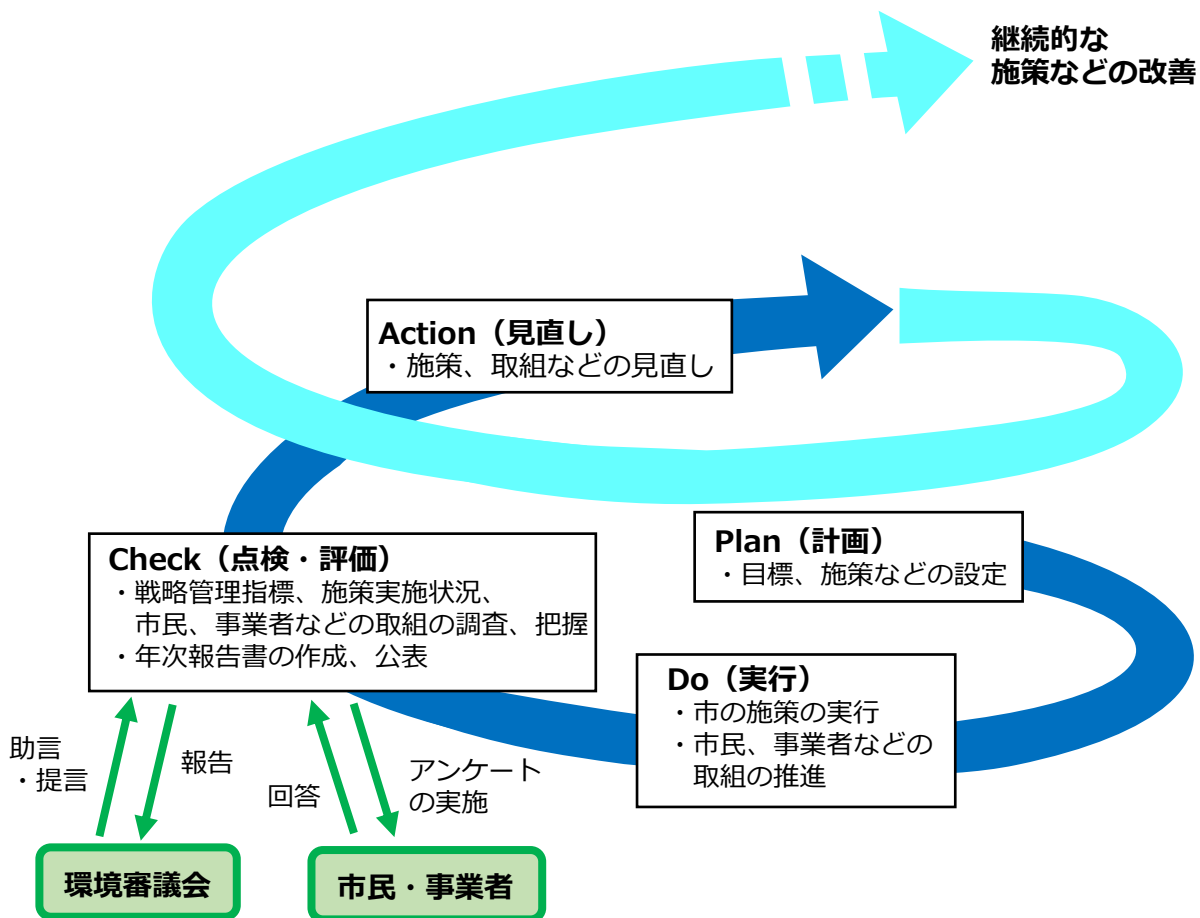 継続的な
施策などの改善
Action（見直し）
・施策、取組などの見直し
Plan（計画）
・目標、施策などの設定
Check（点検・評価）
・戦略管理指標、施策実施状況、
市民、事業者などの取組の調査、把握
・年次報告書の作成、公表
Do（実行）
・市の施策の実行
・市民、事業者などの
取組の推進
助言
・提言
報告
回答
アンケート
の実施
環境審議会
市民・事業者